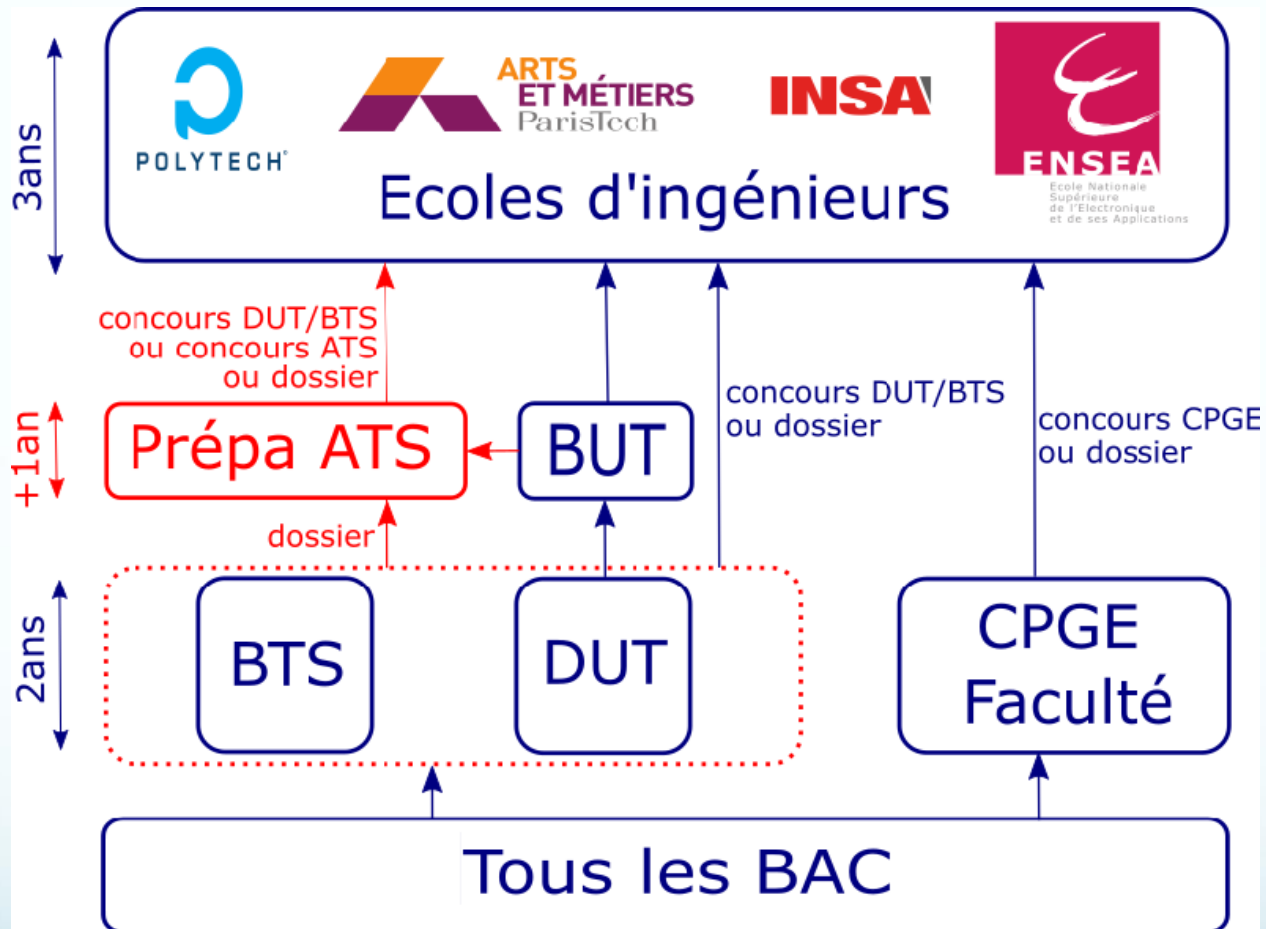 POLYTECH
ARTS
ET MÉTIERS
ParisTech
INSA
ENSEA
Ecole Nationale
Supérieure
de l'Electronique
et de ses Applications
Ecoles d'ingénieurs
3ans
concours DUT/BTS
ou concours ATS
ou dossier
concours DUT/BTS
ou dossier
concours CPGE
ou dossier
+1an
Prépa ATS
BUT
dossier
2ans
BTS
DUT
CPGE
Faculté
Tous les BAC